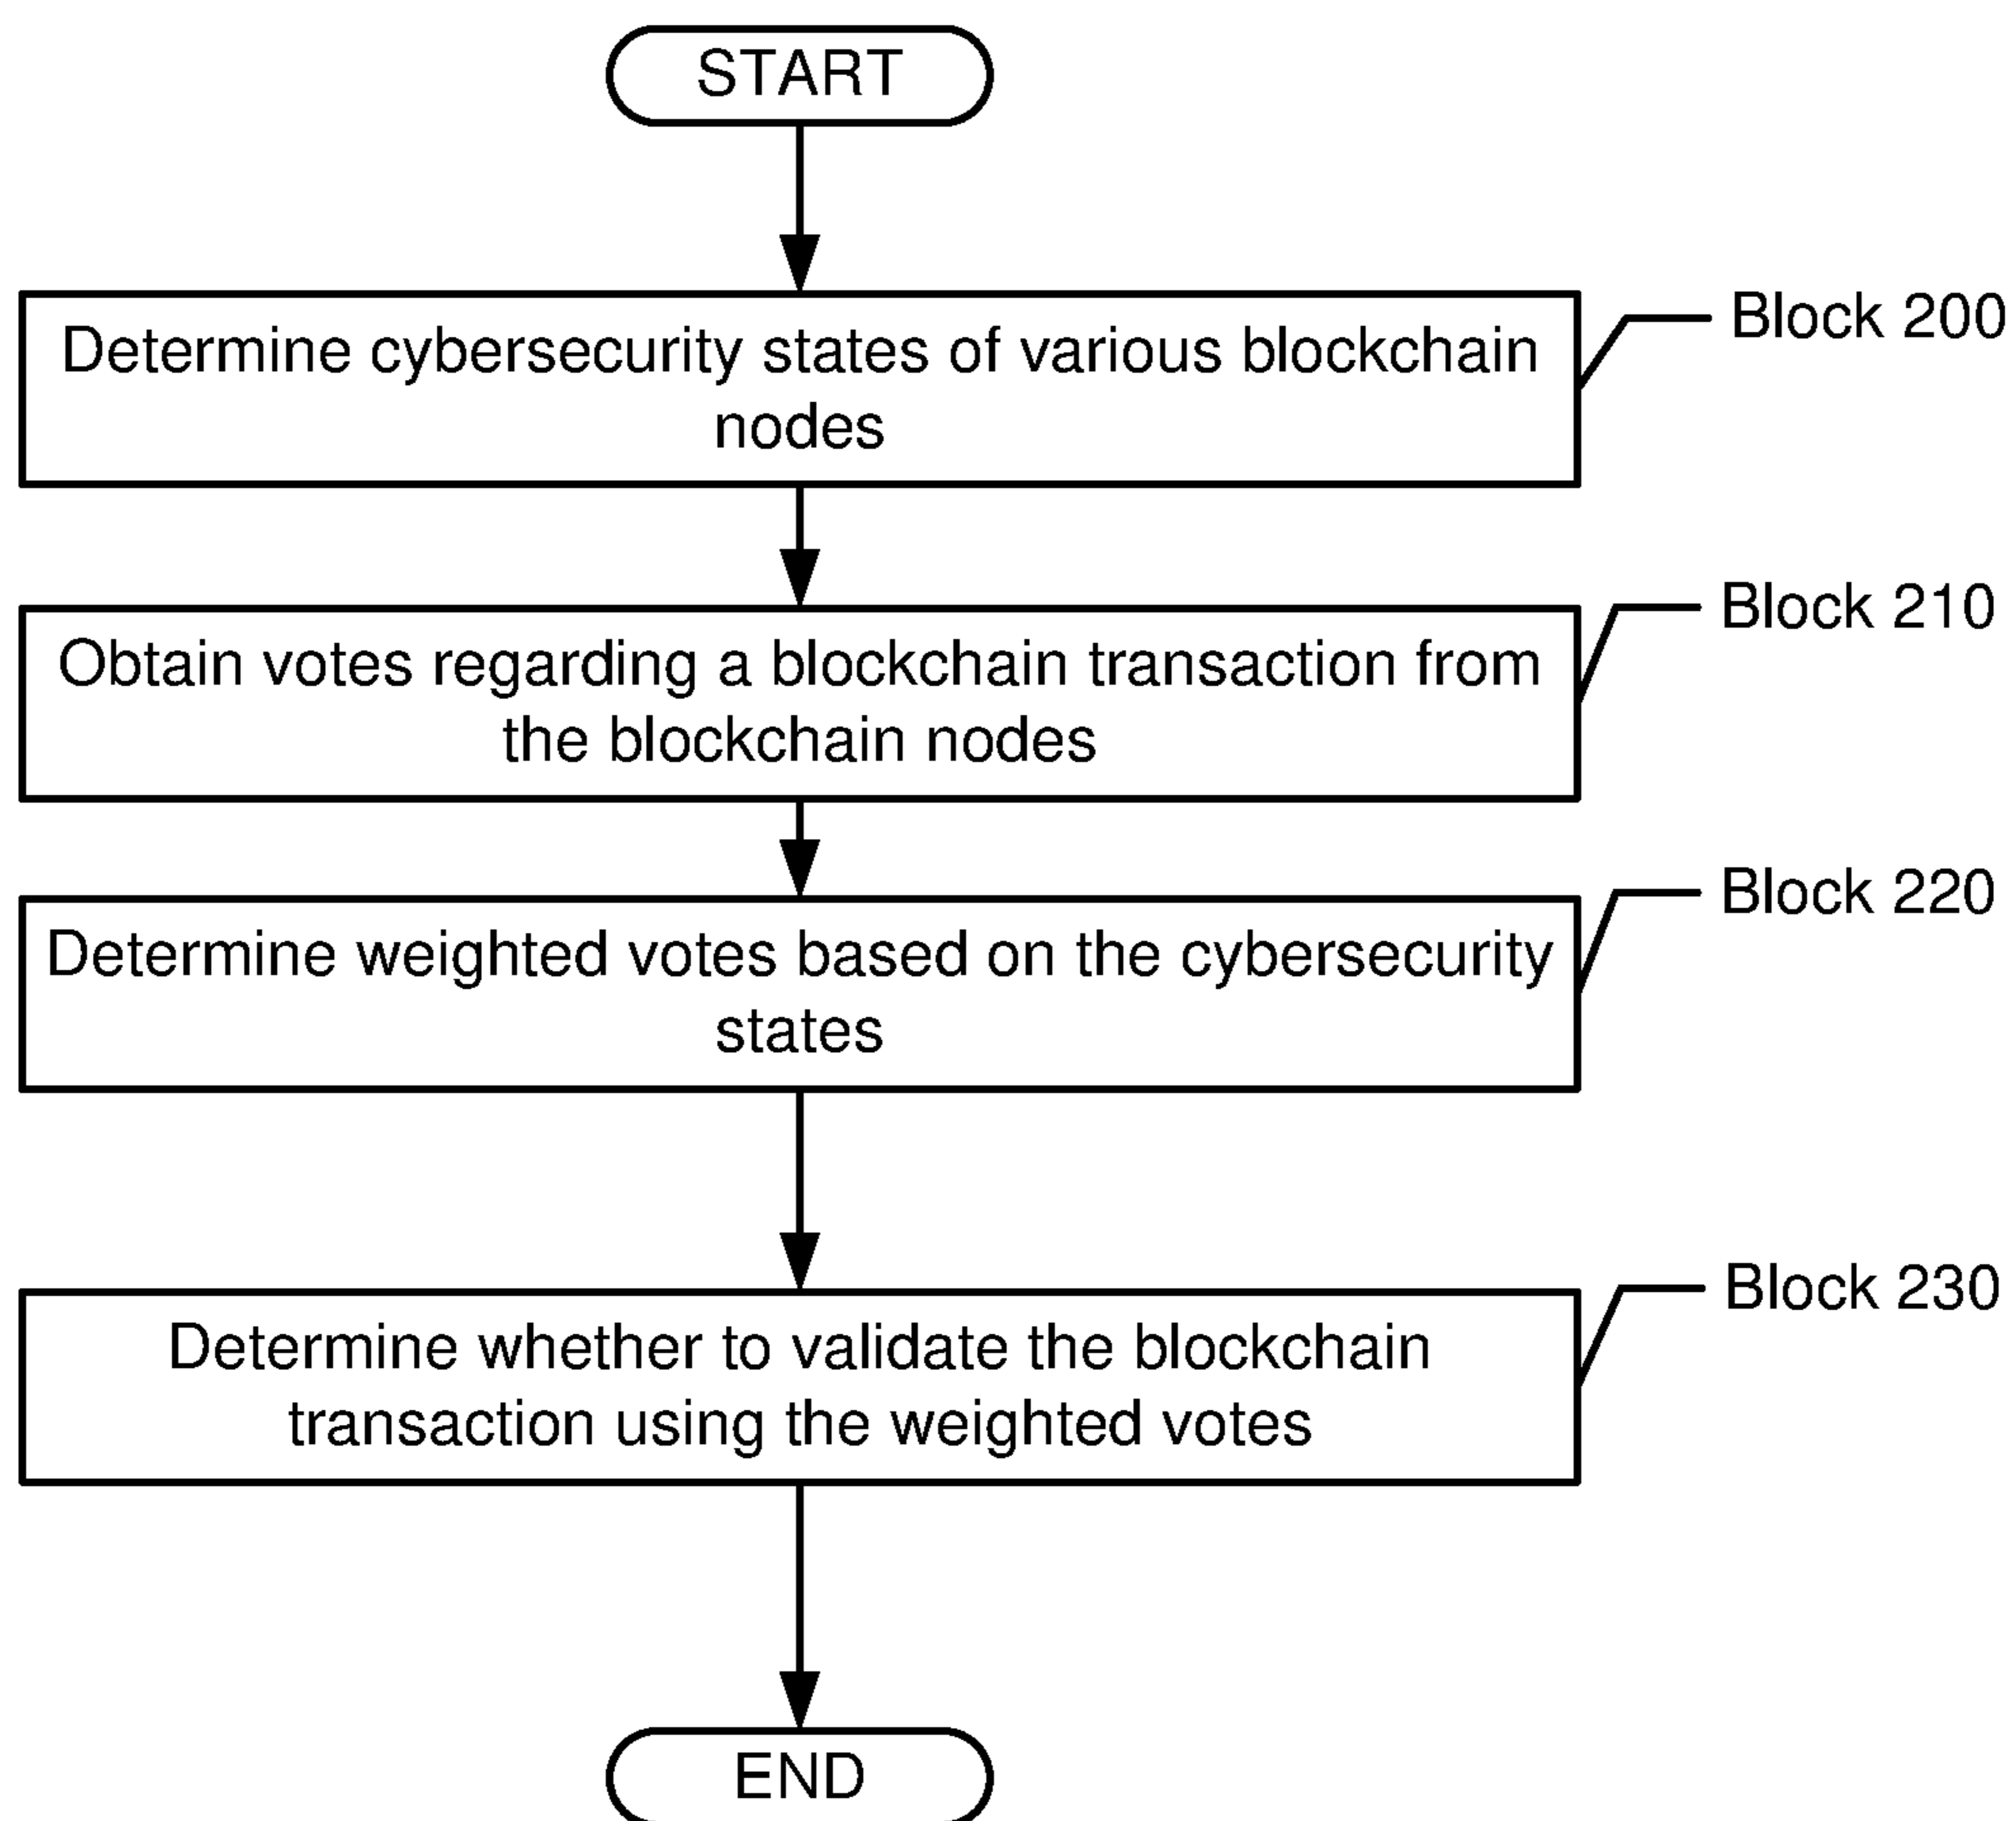 START
Determine cybersecurity states of various blockchain
nodes
Block 200
Obtain votes regarding a blockchain transaction from
the blockchain nodes
Block 210
Determine weighted votes based on the cybersecurity
states
Block 220
Determine whether to validate the blockchain
transaction using the weighted votes
Block 230
END